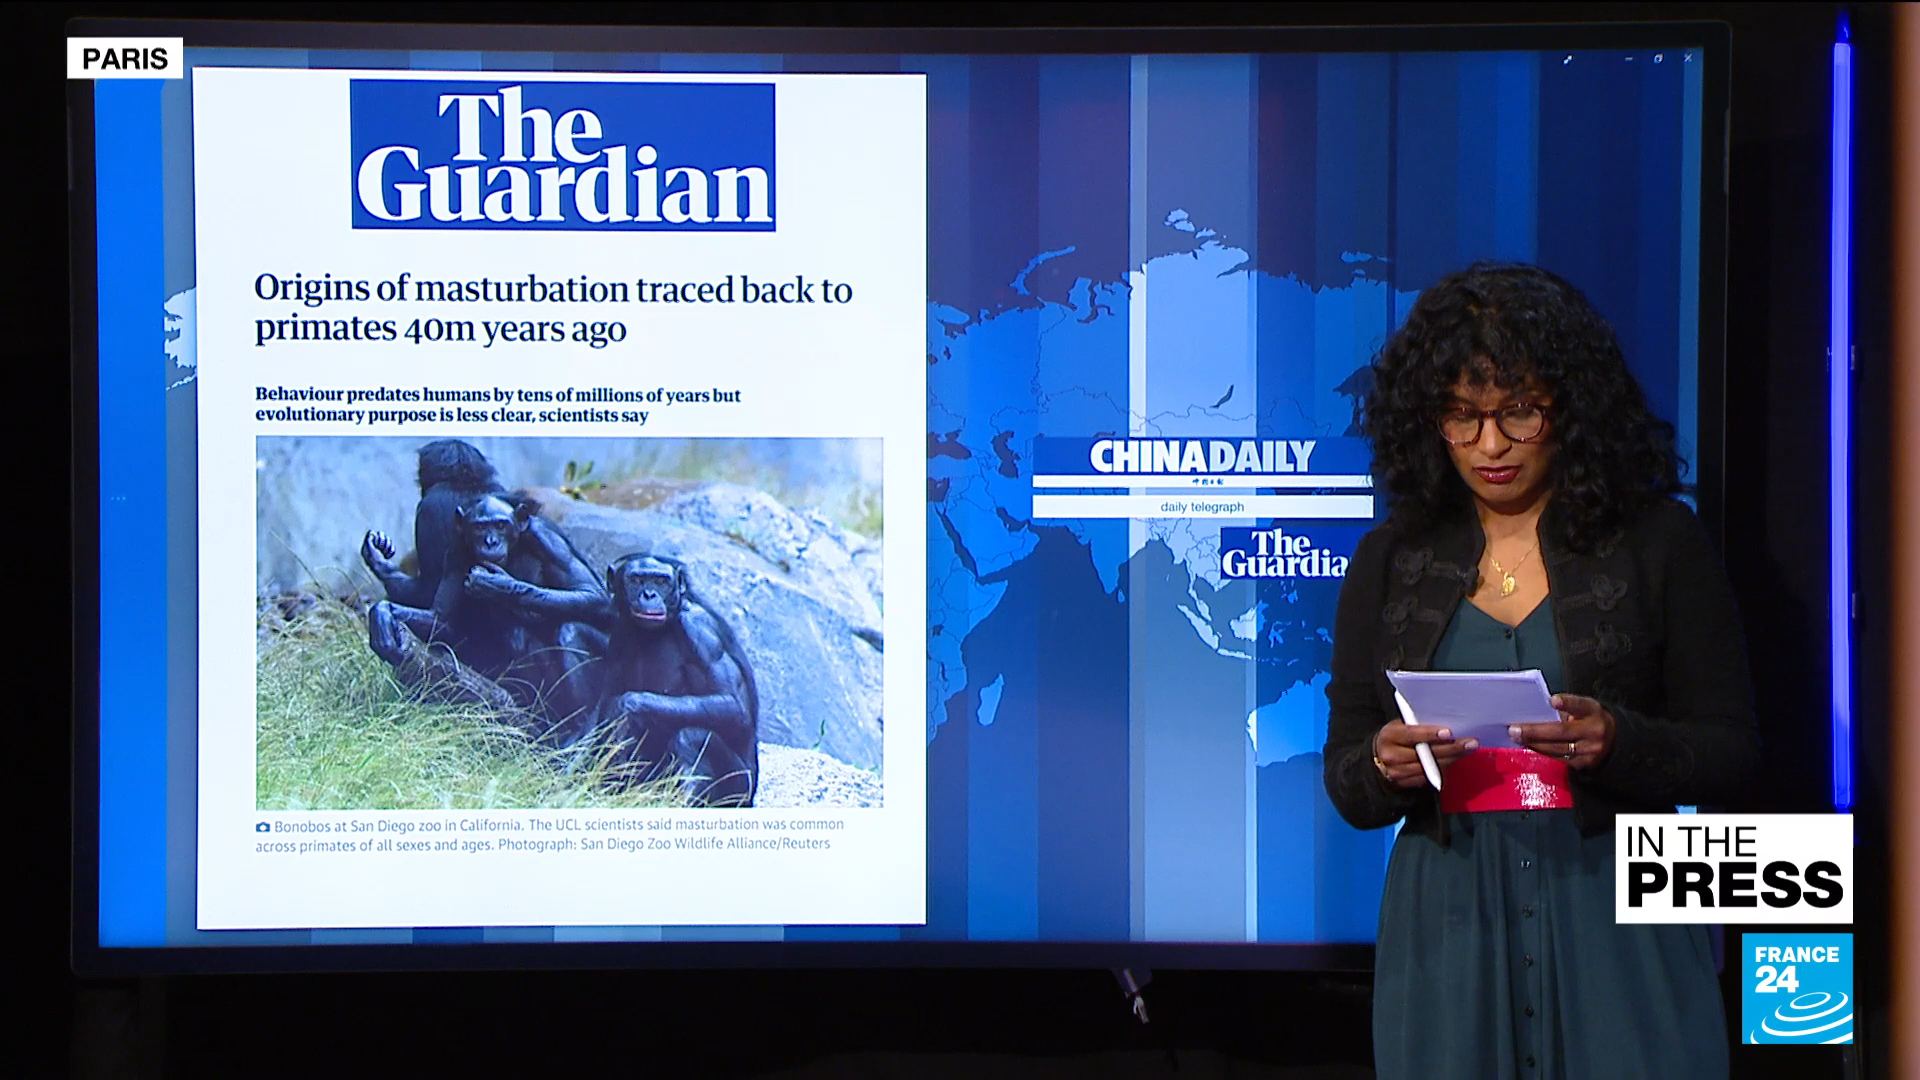 PARIS
The
Guardian
Origins of masturbation traced back to
primates 40m years ago
Behaviour predates humans by tens of millions of years but
evolutionary purpose is less clear, scientists say
Bonobos at San Diego zoo in California. The UCL scientists said masturbation was common
across primates of all sexes and ages. Photograph: San Diego Zoo Wildlife Alliance/Reuters
CHINADAILY
daily telegraph
The
Guardia
IN THE
PRESS
FRANCE
24